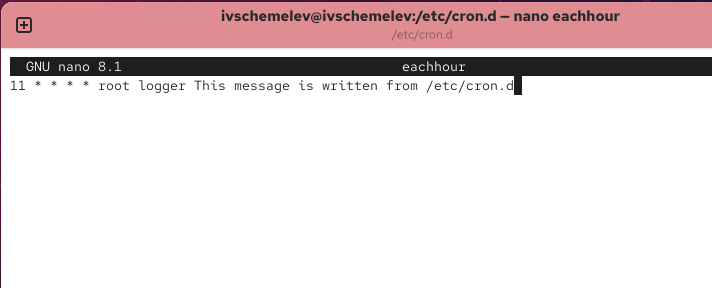 ivschemelev@ivschemelev:/etc/cron.d — nano eachhour
/etc/cron.d
GNU nano 8.1 eachhour
11 * * * * root logger This message is written from /etc/cron.d